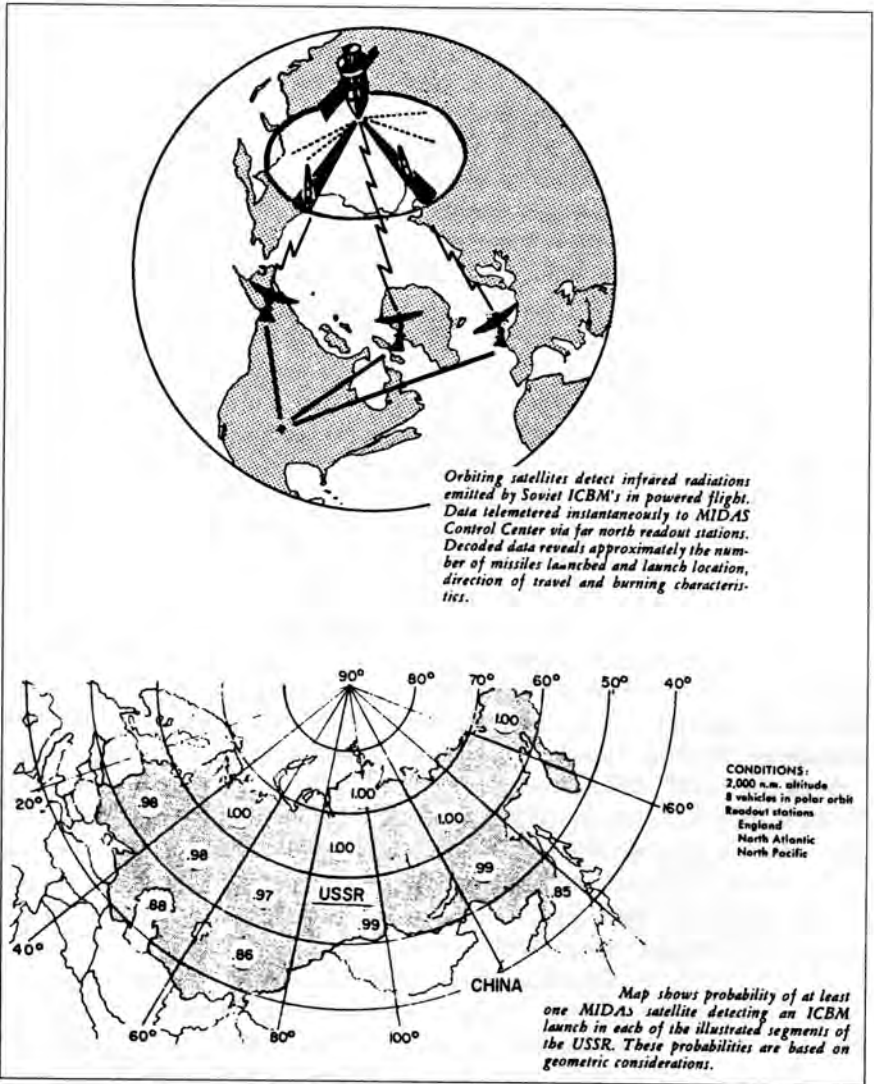 Orbiting satellites detect infrared radiations
emitted by Soviet ICBM's in powered flight.
Data telemetered instantaneously to MIDAS
Control Center via far north readout stations.
Decoded data reveals approximately the num-
ber of missiles launched and launch location,
direction of travel and burning characteris-
tics.
90°
80°
70°
60°
50°
40°
1.00
CONDITIONS:
2,000 n.m. altitude
8 vehicles in polar orbit
Readout stations
England
North Atlantic
North Pacific
20°
.98
1.00
1.00
1.00
160°
.98
1.00
.99
.88
.97
USSR
.99
.85
40°
.86
CHINA
60°
80°
100°
Map shows probability of at least
one MIDAS satellite detecting an ICBM
launch in each of the illustrated segments of
the USSR. These probabilities are based on
geometric considerations.